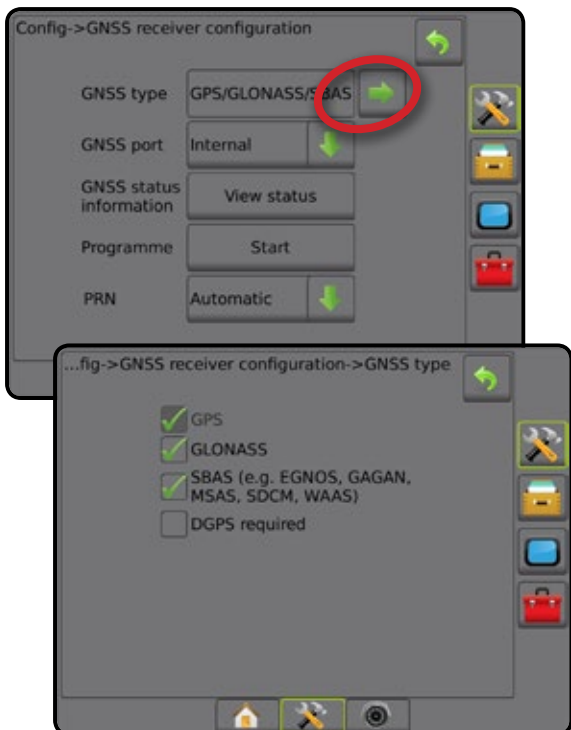 Config->GNSS receiver configuration
GNSS type GPS/GLONASS/SBAS
GNSS port Internal
GNSS status
information View status
Programme Start
PRN Automatic
...fig->GNSS receiver configuration->GNSS type
GPS
GLONASS
SBAS (e.g. EGNOS, GAGAN,
MSAS, SDCM, WAAS)
DGPS required